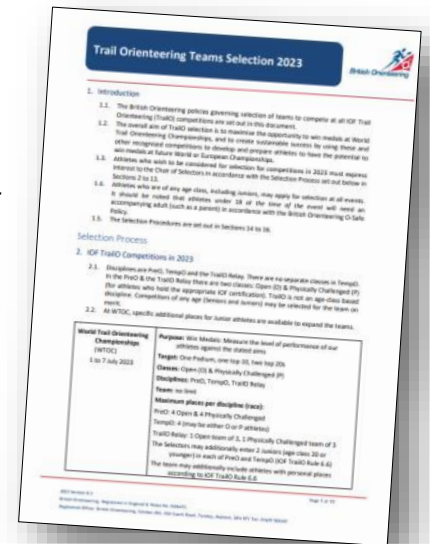 Trail Orienteering Teams Selection 2023
British Orienteering
1. Introduction
1.1. The British Orienteering policies governing selection of teams to compete at all IOF Trail
Orienteering (TrailO) competitions are set out in this document.
1.2. The overall aim of TrailO selection is to maximise the opportunity to win medals at World
Trail Orienteering Championships, and to create sustainable success by using these and
other recognised competitions to develop and prepare athletes to have the potential to
win medals at future World or European Championships.
1.3. Athletes who wish to be considered for selection for competitions in 2023 must express
interest to the Chair of Selectors in accordance with the Selection Process set out below in
Sections 2 to 13.
1.4. Athletes who are of any age class, including Juniors, may apply for selection at all events.
It should be noted that athletes under 18 at the time of the event will need an
accompanying adult (such as a parent) in accordance with the British Orienteering O-Safe
Policy.
1.5. The Selection Procedures are set out in Sections 14 to 16.
Selection Process
2. IOF TrailO Competitions in 2023
2.1. Disciplines are PreO, TempO and the TrailO Relay. There are no separate classes in TempO.
In the PreO & the TrailO Relay there are two classes: Open (O) & Physically Challenged (P)
(for athletes who hold the appropriate IOF certification). TrailO is not an age class based
discipline. Competitors of any age (Seniors and Juniors) may be selected for the team on
merit.
2.2. At WTOC, specific additional places for Junior athletes are available to expand the teams.
World Trail Orienteering
Championships
(WTOC)
1 to 7 July 2023
Purpose: Win Medals: Measure the level of performance of our
athletes against the stated aims
Target: One Podium, one top 10, two top 20s
Classes: Open (O) & Physically Challenged (P)
Disciplines: PreO, TempO, TrailO Relay
Team: no limit
Maximum places per discipline (race):
PreO: 4 Open & 4 Physically Challenged
TempO: 4 (may be either O or P athletes)
TrailO Relay: 1 Open team of 3, 1 Physically Challenged team of 3
The Selectors may additionally enter 2 Juniors (age class 20 or
younger) in each of PreO and TempO (IOF TrailO Rule 6.6)
The team may additionally include athletes with personal places
according to IOF TrailO Rule 6.6